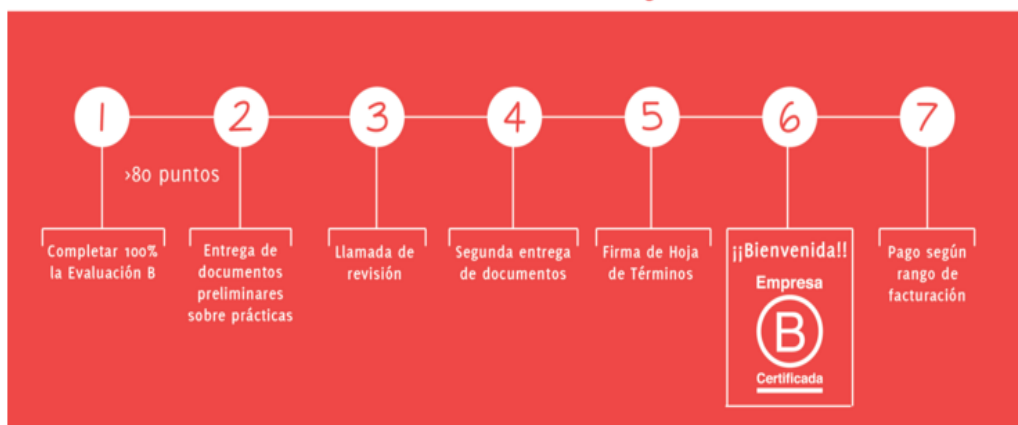 1
2
3
4
5
6
7
>80 puntos
Completar 100%
la Evaluación B
Entrega de
documentos
preliminares
sobre prácticas
Llamada de
revisión
Segunda entrega
de documentos
Firma de Hoja
de Términos
¡¡Bienvenida!!
Empresa
B
Certificada
Pago según
rango de
facturación